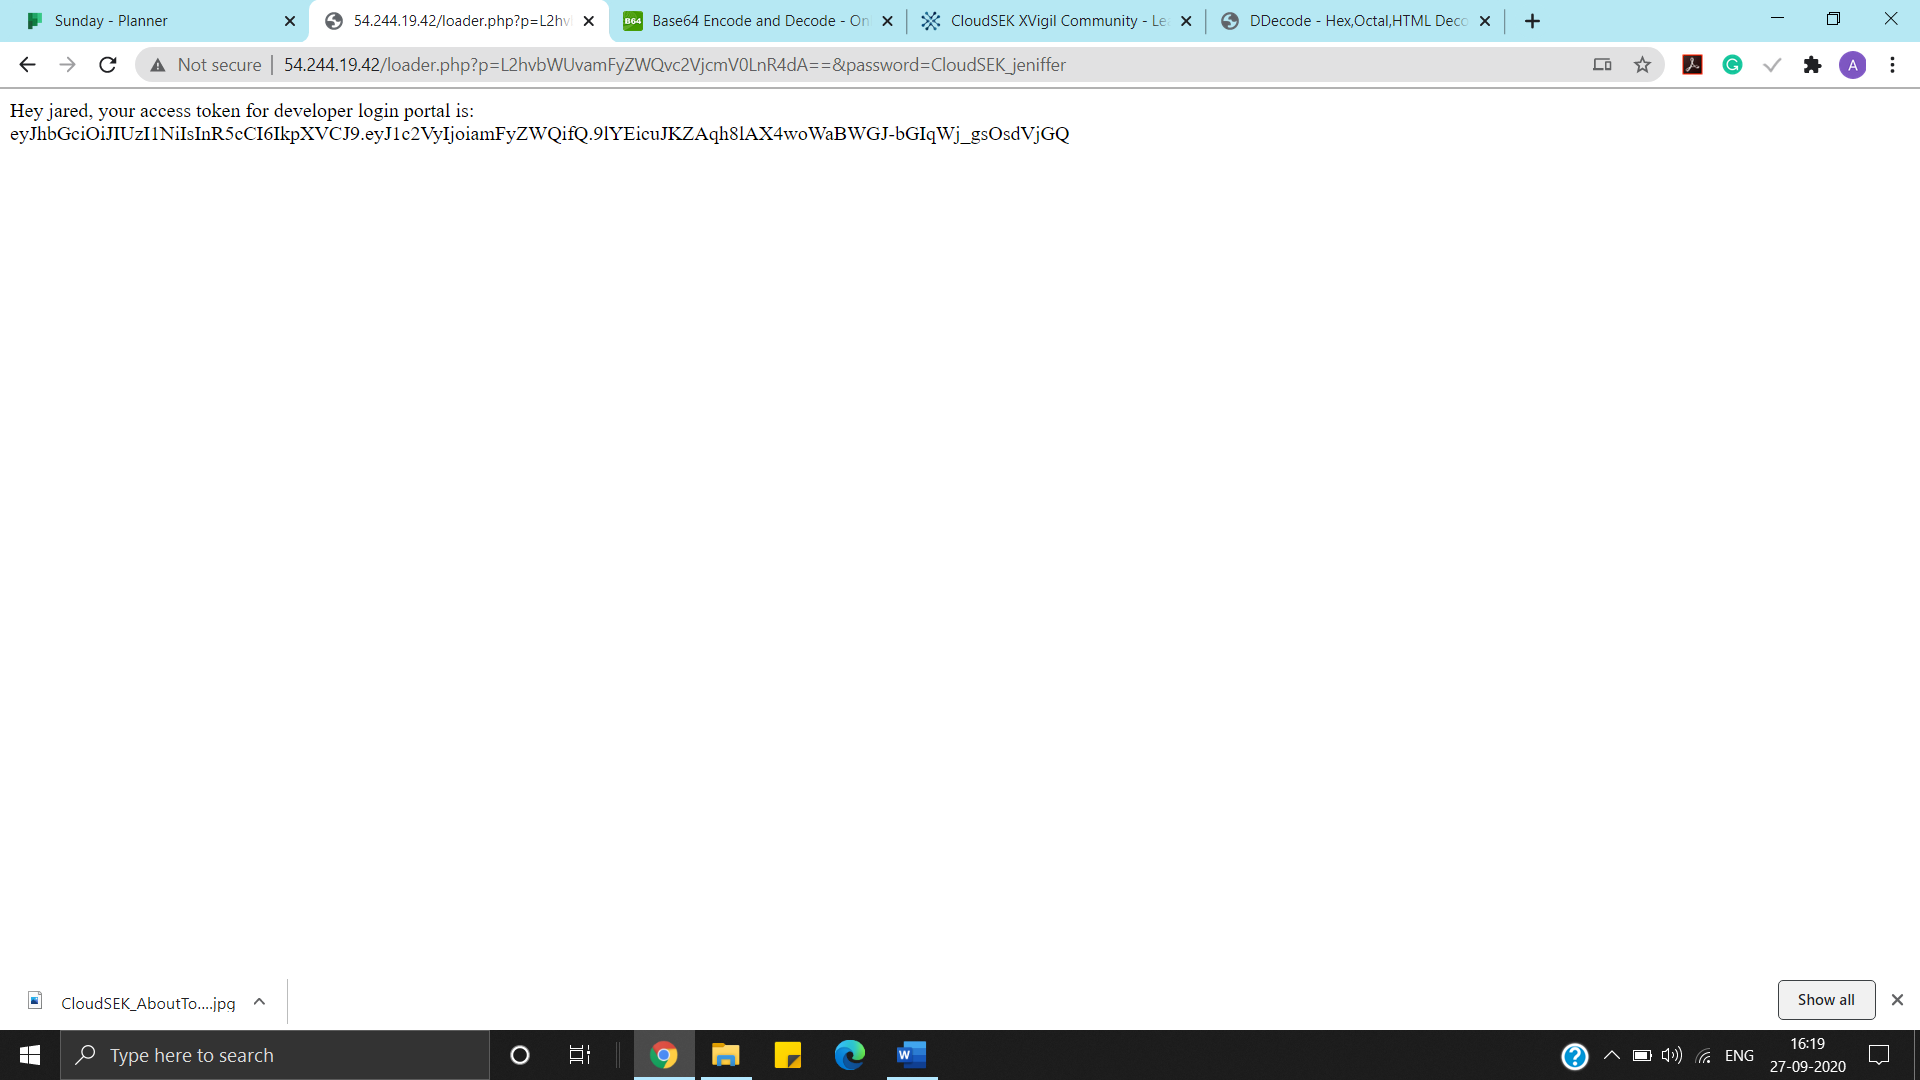 Sunday - Planner
54.244.19.42/loader.php?p=L2hv
B64
Base64 Encode and Decode - On
CloudSEK XVigil Community - Le
DDecode - Hex,Octal,HTML Deco
Not secure
54.244.19.42/loader.php?p=L2hvbWUvamFyZWQvc2VjcmV0LnR4dA==&password=CloudSEK_jeniffer
A
Hey jared, your access token for developer login portal is:
eyJhbGciOiJIUzI1NiIsInR5cCI6IkpXVCJ9.eyJ1c2VyIjoiamFyZWQifQ.9lYEicuJKZAqh8lAX4woWaBWGJ-bGIqWj_gsOsdVjGQ
CloudSEK_AboutTo....jpg
Show all
Type here to search
ENG
16:19
27-09-2020